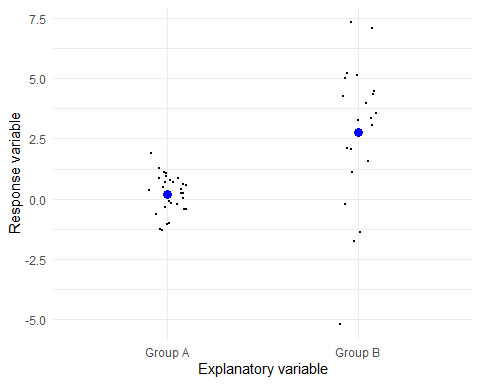 7.5
5.0
2.5
0.0
-2.5
-5.0
Response variable
Group A
Group B
Explanatory variable